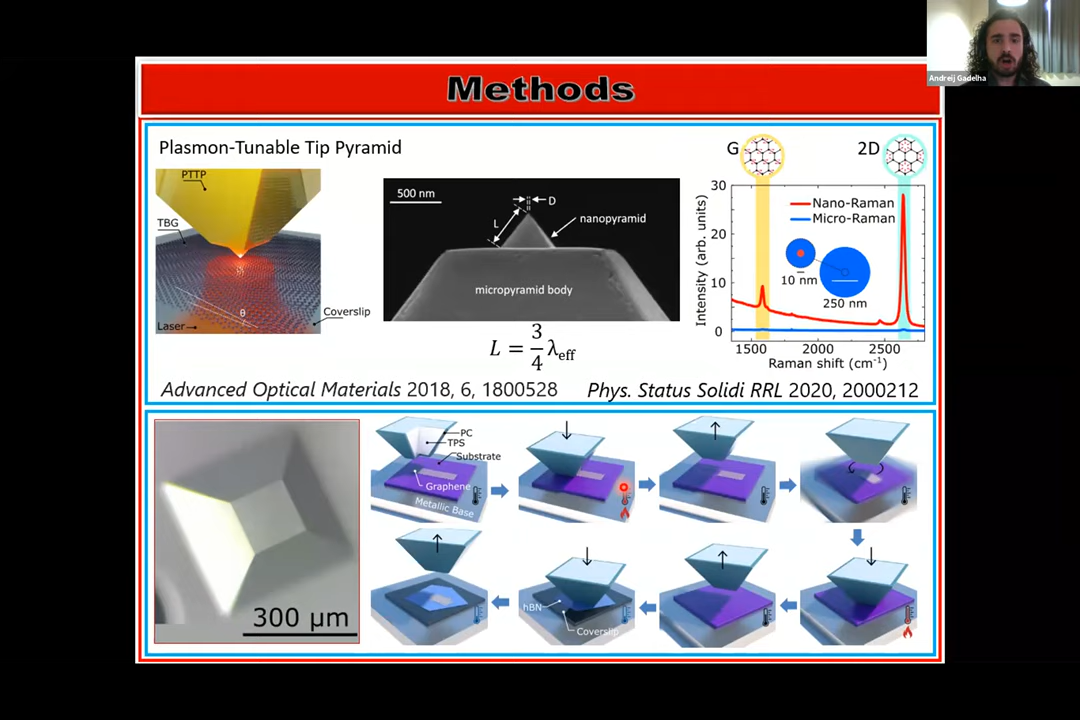 Andreij Gadelha
Methods
Plasmon-Tunable Tip Pyramid
PTTP
TBG
θ
Coverslip
Laser
500 nm
D
L
nanopyramid
micropyramid body
L = 3/4 λeff
G
2D
30
20
10
0
Intensity (arb. units)
Nano-Raman
Micro-Raman
10 nm
250 nm
1500 2000 2500
Raman shift (cm-1)
Advanced Optical Materials 2018, 6, 1800528
Phys. Status Solidi RRL 2020, 2000212
300 µm
PC
TPS
Substrate
Graphene
Metallic Base
hBN
Coverslip